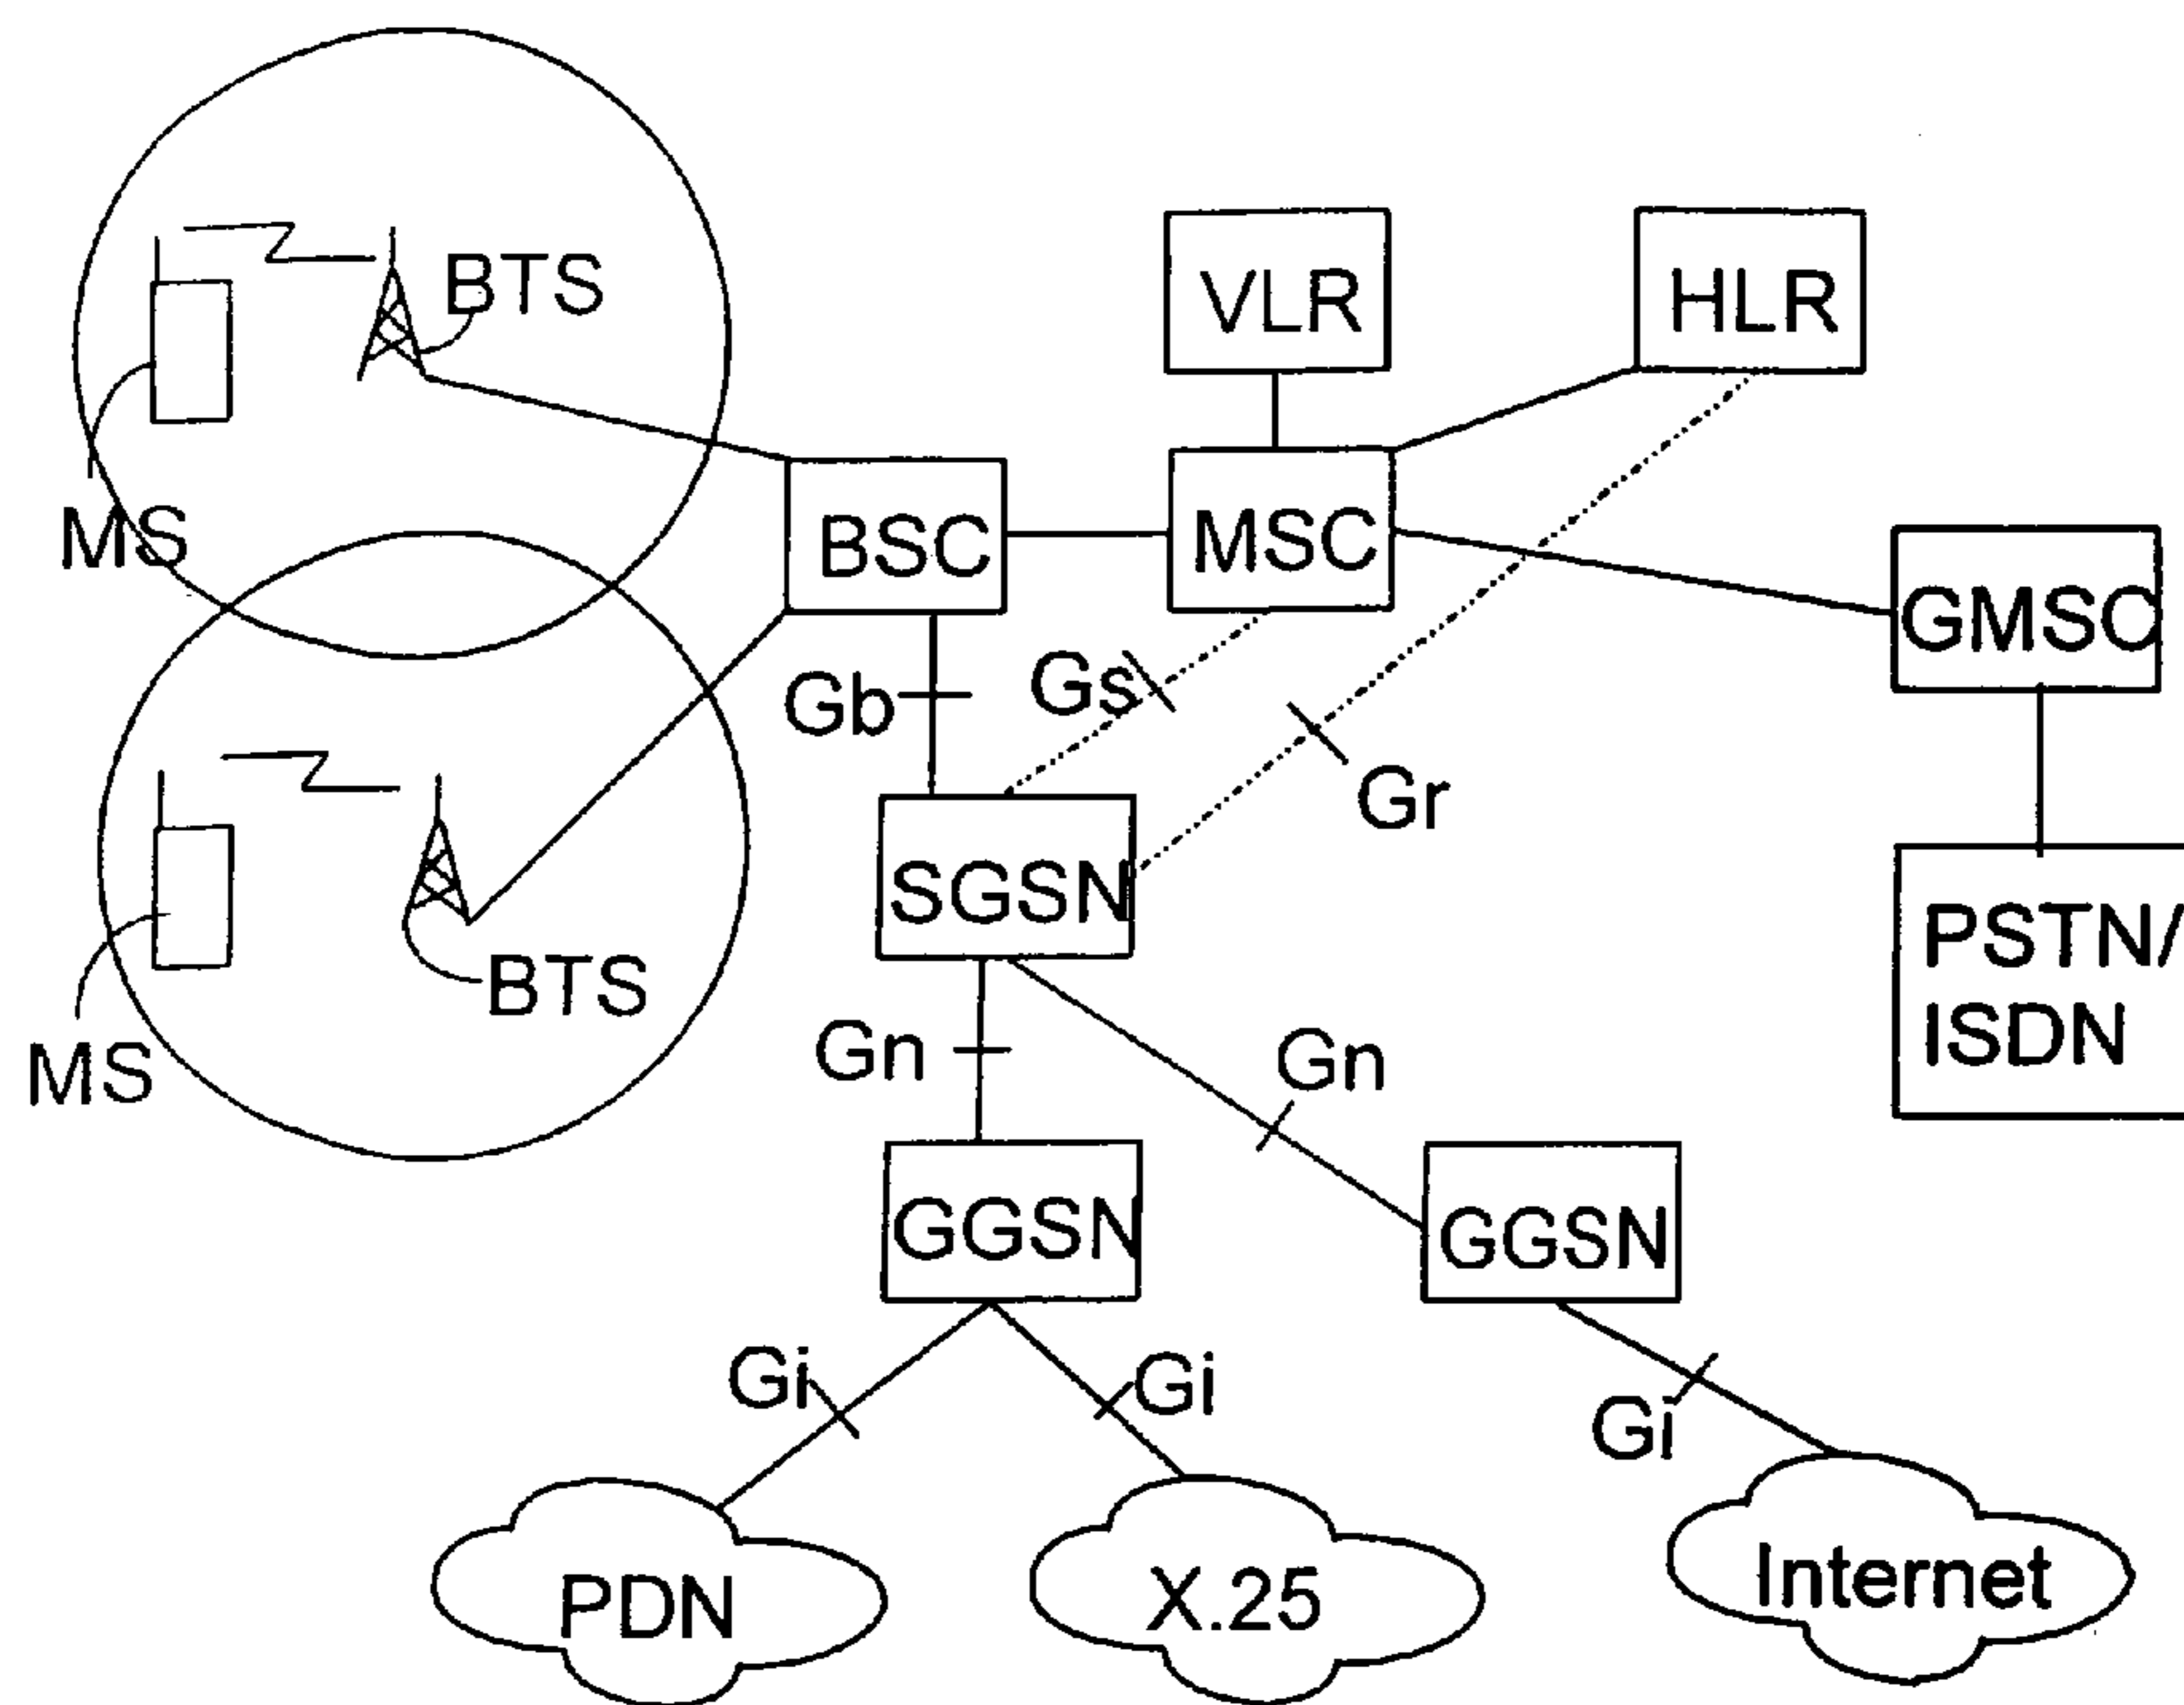 BTS
VLR
HLR
MS
BSC
MSC
GMSC
Gb
Gs
Gr
SGSN
PSTN/
ISDN
BTS
MS
Gn
Gn
GGSN
GGSN
Gi
Gi
Gi
PDN
X.25
Internet